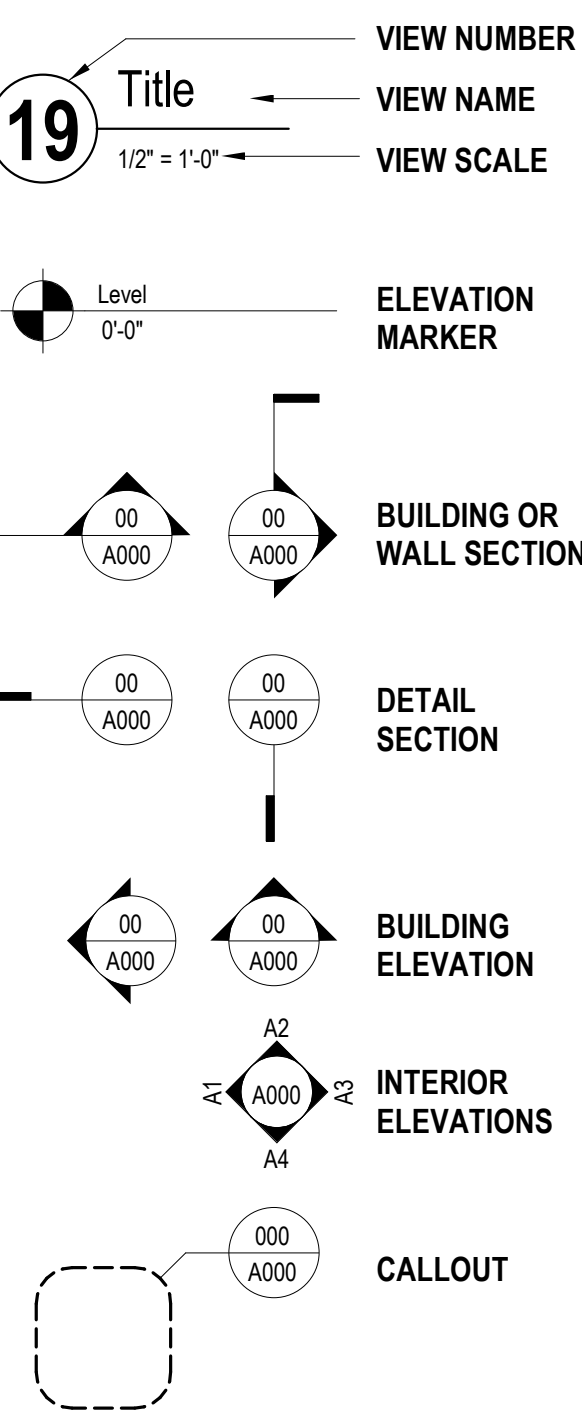 VIEW NUMBER
Title
VIEW NAME
19
1/2" = 1'-0"
VIEW SCALE
Level
0'-0"
ELEVATION
MARKER
00
A000
00
A000
BUILDING OR
WALL SECTION
00
A000
00
A000
DETAIL
SECTION
00
A000
00
A000
BUILDING
ELEVATION
A2
A1
A000
A3
A4
INTERIOR
ELEVATIONS
000
A000
CALLOUT